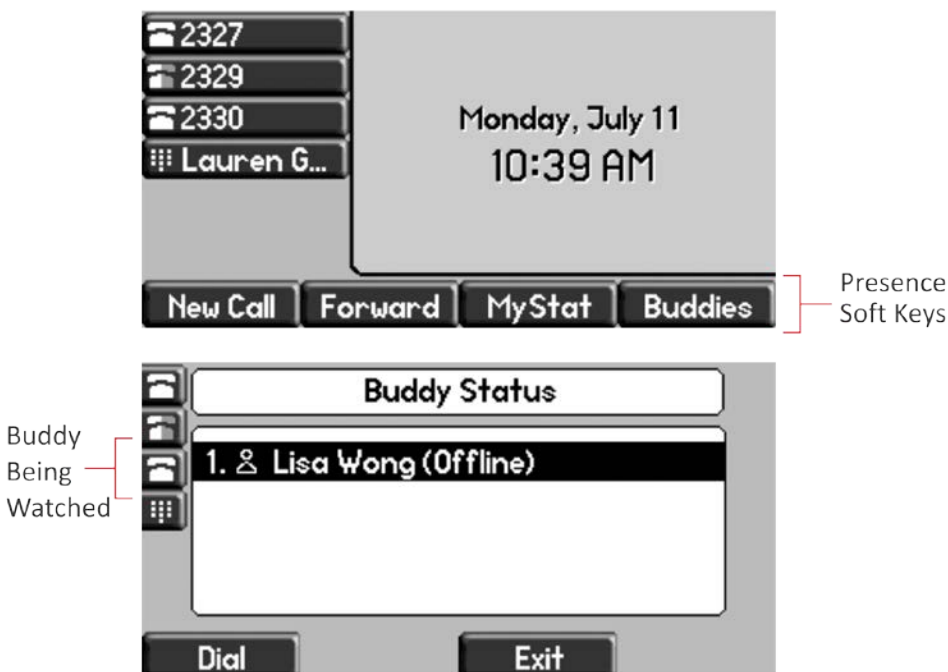 2327
2329
2330
Lauren G...
Monday, July 11
10:39 AM
New Call Forward MyStat Buddies
Presence
Soft Keys
Buddy Status
Buddy
Being
Watched
1. Lisa Wong (Offline)
Dial Exit